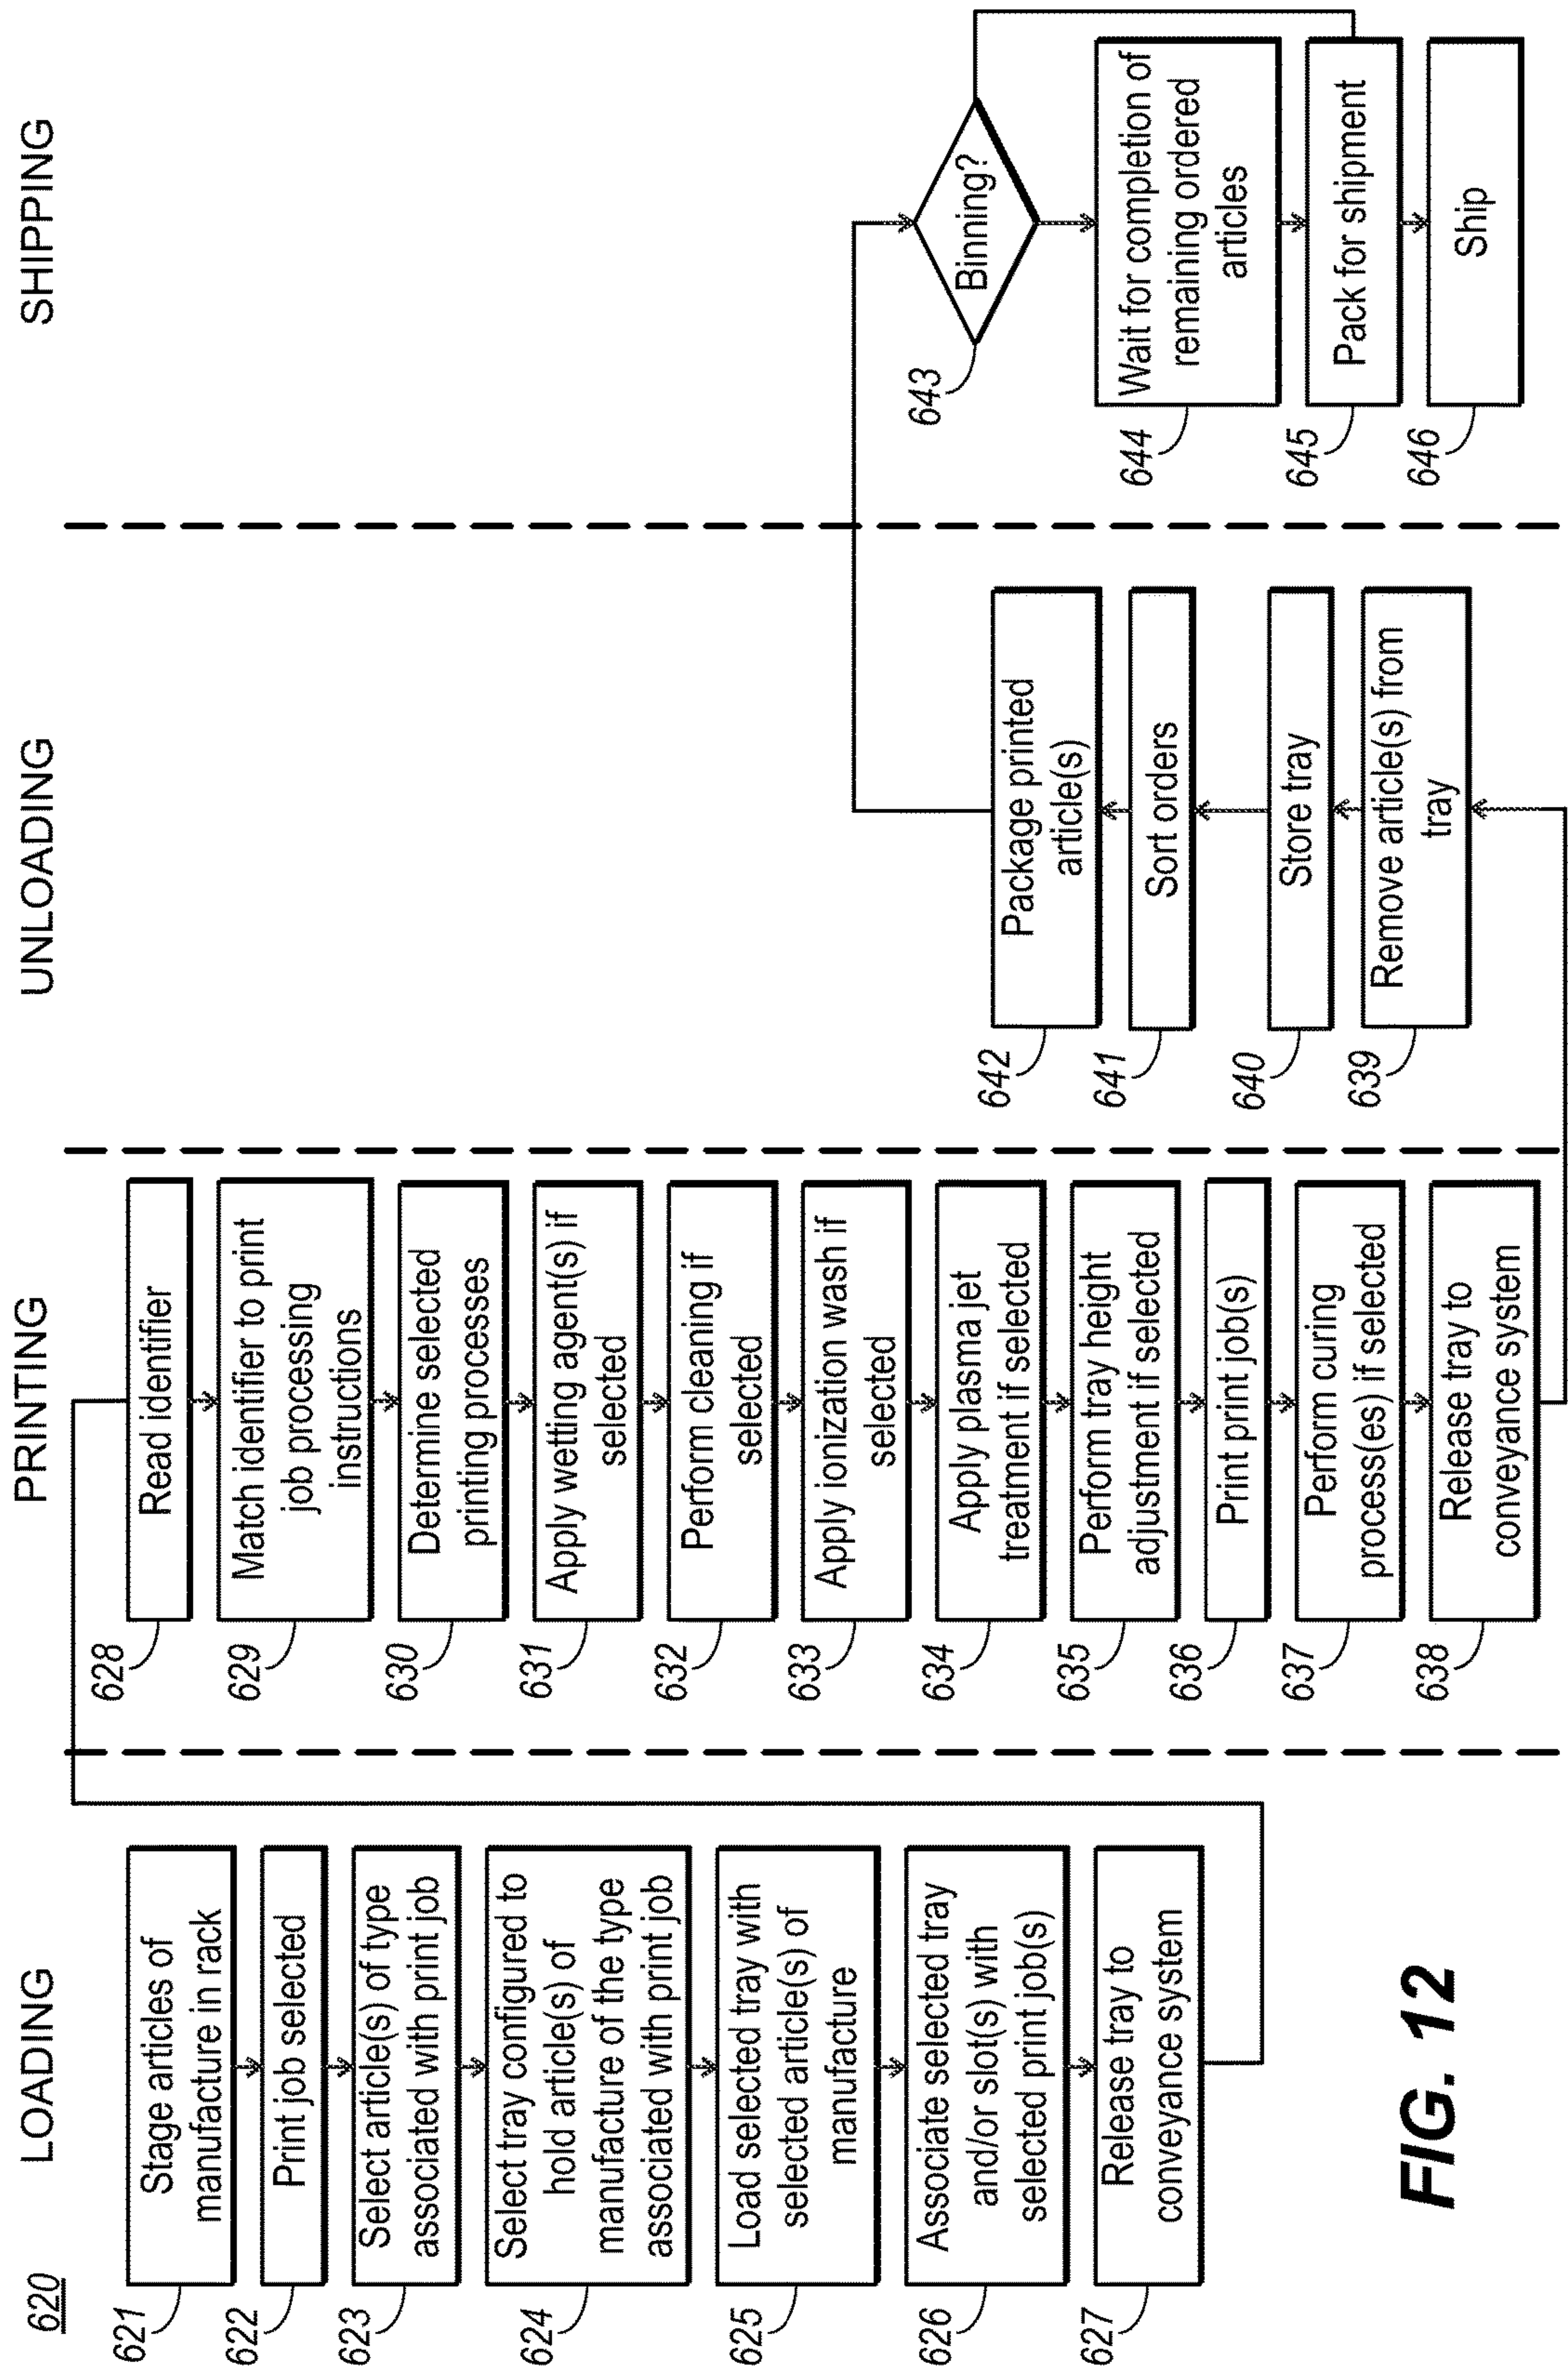 620
LOADING
621
Stage articles of
manufacture in rack
622
Print job selected
623
Select article(s) of type
associated with print job
624
Select tray configured to
hold article(s) of
manufacture of the type
associated with print job
625
Load selected tray with
selected article(s) of
manufacture
626
Associate selected tray
and/or slot(s) with
selected print job(s)
627
Release tray to
conveyance system
PRINTING
628
Read identifier
629
Match identifier to print
job processing
instructions
630
Determine selected
printing processes
631
Apply wetting agent(s) if
selected
632
Perform cleaning if
selected
633
Apply ionization wash if
selected
634
Apply plasma jet
treatment if selected
635
Perform tray height
adjustment if selected
636
Print print job(s)
637
Perform curing
process(es) if selected
638
Release tray to
conveyance system
UNLOADING
642
Package printed
article(s)
641
Sort orders
640
Store tray
639
Remove article(s) from
tray
SHIPPING
643
Binning?
644
Wait for completion of
remaining ordered
articles
645
Pack for shipment
646
Ship
FIG. 12